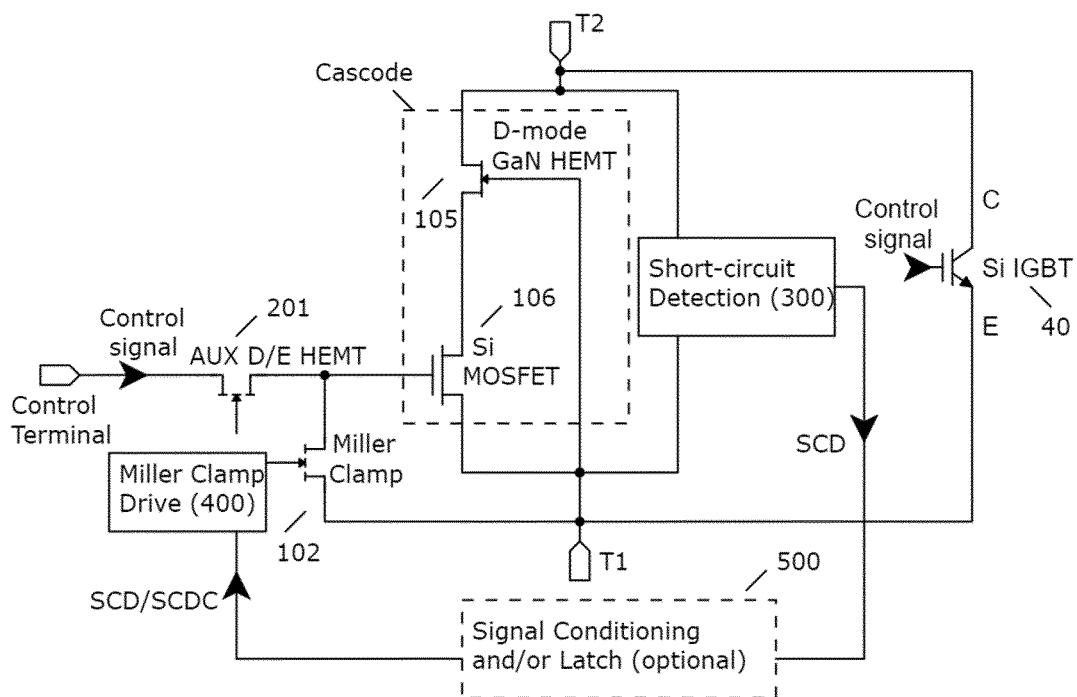 T2
Cascode
D-mode
GaN HEMT
105
C
Control
signal
Short-circuit
Detection (300)
Si IGBT
106
E
40
201
Control
signal
AUX D/E HEMT
Si
MOSFET
Control
Terminal
SCD
Miller
Clamp
Miller Clamp
Drive (400)
102
T1
500
SCD/SCDC
Signal Conditioning
and/or Latch (optional)